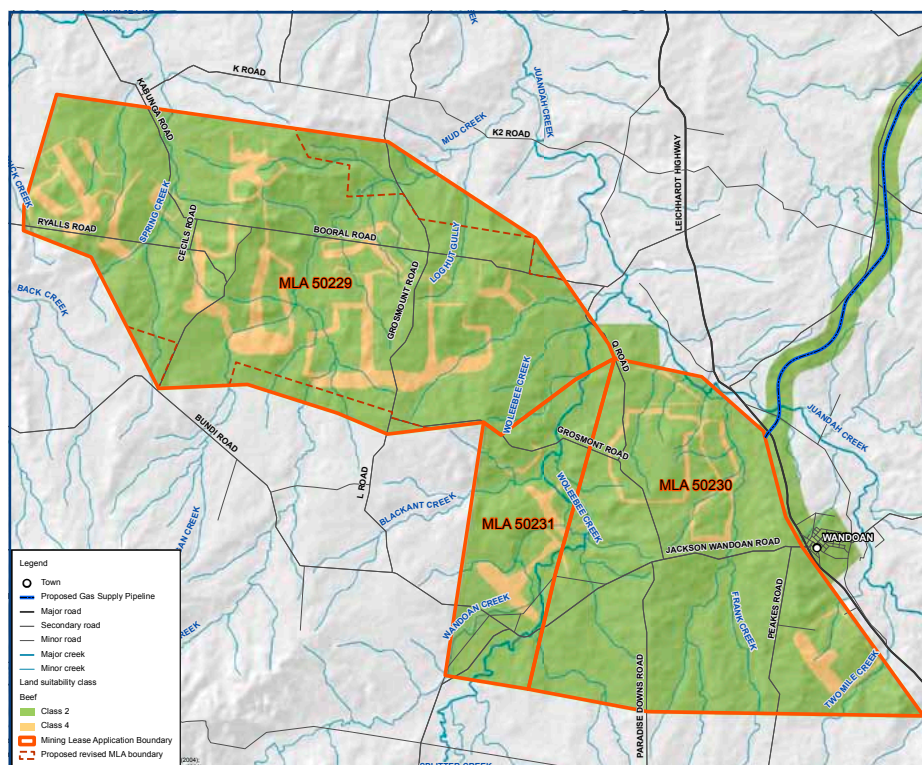 K ROAD
KABUNGA ROAD
MUD CREEK
K2 ROAD
JUANDAH CREEK
LEICHHARDT HIGHWAY
CREEK
SPRING CREEK
RYALLS ROAD
CECILS ROAD
BOORAL ROAD
LOG HUT GULLY
MLA 50229
GROSMOUNT ROAD
BACK CREEK
Q ROAD
WOLEEBEE CREEK
BUNDI ROAD
GROSMONT ROAD
JUANDAH CREEK
L ROAD
MLA 50230
WOLEEBEE CREEK
BLACKANT CREEK
MLA 50231
WANDOAN
JACKSON WANDOAN ROAD
WANDOAN CREEK
FRANK CREEK
PEAKES ROAD
TWO MILE CREEK
PARADISE DOWNS ROAD
Legend
Town
Proposed Gas Supply Pipeline
Major road
Secondary road
Minor road
Major creek
Minor creek
Land suitability class
Beef
Class 2
Class 4
Mining Lease Application Boundary
Proposed revised MLA boundary
(2004);